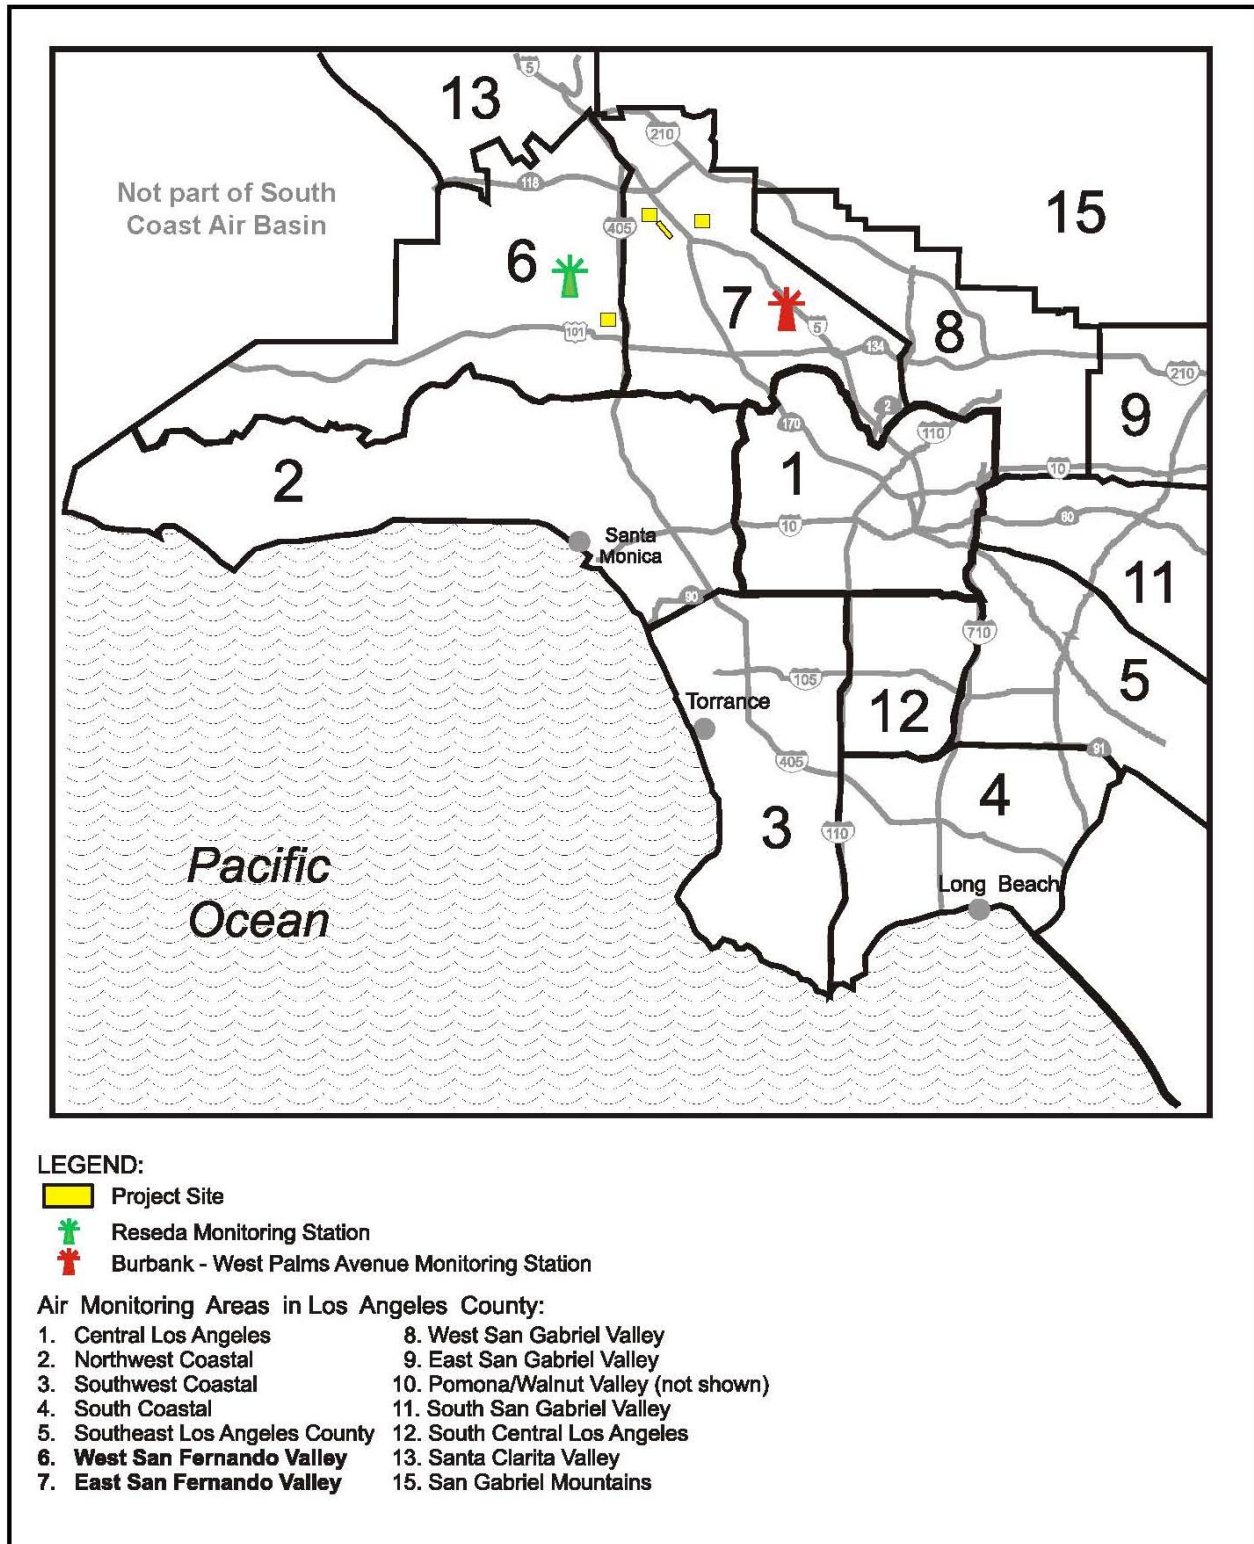 5
13
210
Not part of South
Coast Air Basin
118
15
405
6
7
5
8
101
134
210
9
2
170
110
2
1
10
10
60
Santa
Monica
11
90
710
105
5
Torrance
12
91
405
4
3
110
Long Beach
Pacific
Ocean
LEGEND:
Project Site
Reseda Monitoring Station
Burbank - West Palms Avenue Monitoring Station
Air Monitoring Areas in Los Angeles County:
1. Central Los Angeles
2. Northwest Coastal
3. Southwest Coastal
4. South Coastal
5. Southeast Los Angeles County
6. West San Fernando Valley
7. East San Fernando Valley
8. West San Gabriel Valley
9. East San Gabriel Valley
10. Pomona/Walnut Valley (not shown)
11. South San Gabriel Valley
12. South Central Los Angeles
13. Santa Clarita Valley
15. San Gabriel Mountains